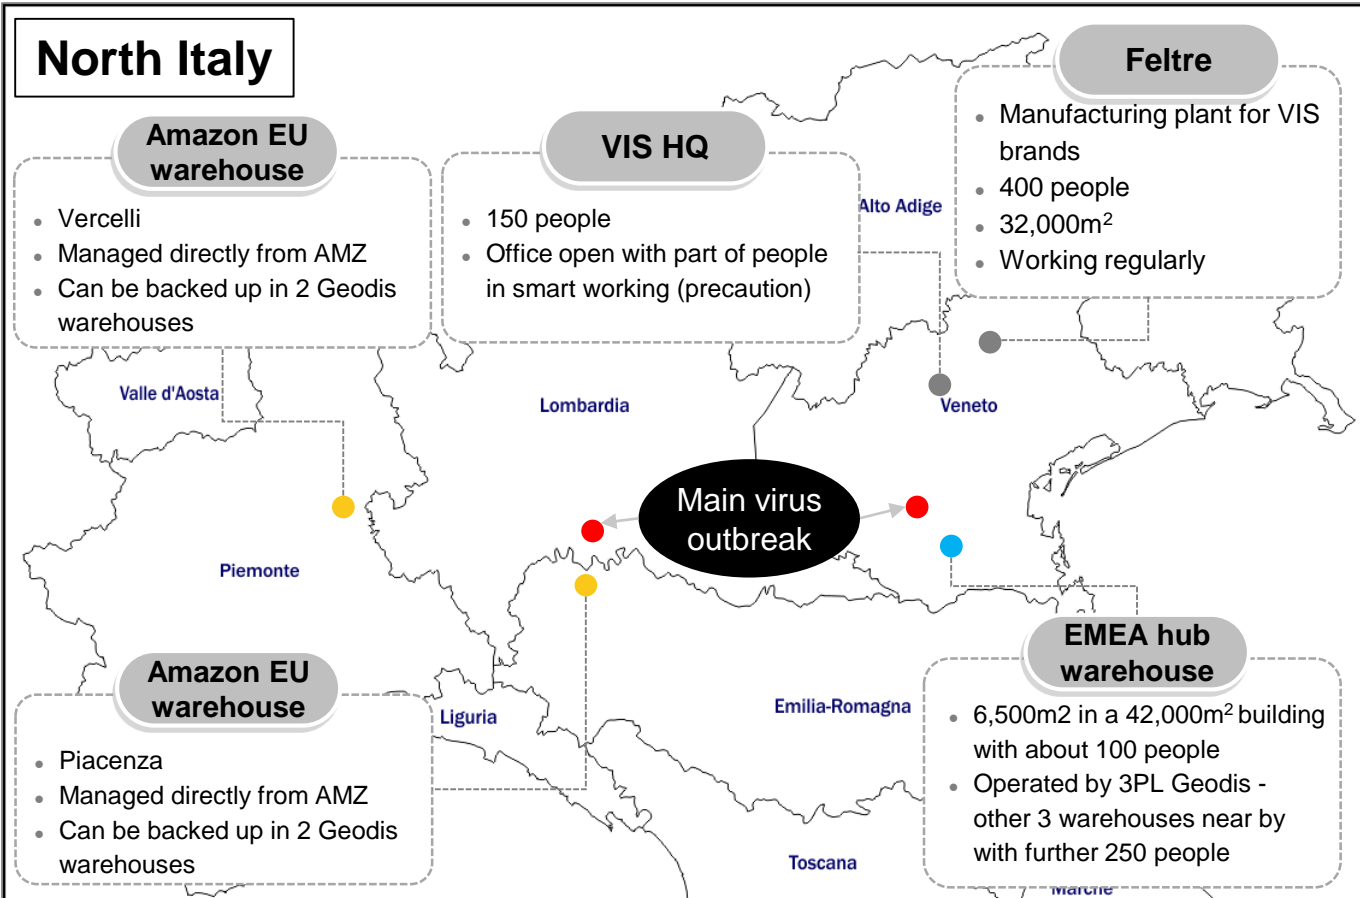 North Italy
Amazon EU
warehouse
• Vercelli
• Managed directly from AMZ
• Can be backed up in 2 Geodis
warehouses
VIS HQ
• 150 people
• Office open with part of people
in smart working (precaution)
Feltre
• Manufacturing plant for VIS
brands
• 400 people
• 32,000m²
• Working regularly
Alto Adige
Valle d'Aosta
Lombardia
Veneto
Main virus
outbreak
Piemonte
Amazon EU
warehouse
• Piacenza
• Managed directly from AMZ
• Can be backed up in 2 Geodis
warehouses
Liguria
Emilia-Romagna
Toscana
EMEA hub
warehouse
• 6,500m2 in a 42,000m² building
with about 100 people
• Operated by 3PL Geodis -
other 3 warehouses near by
with further 250 people
Marche